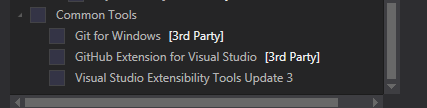 Common Tools
Git for Windows [3rd Party]
GitHub Extension for Visual Studio [3rd Party]
Visual Studio Extensibility Tools Update 3